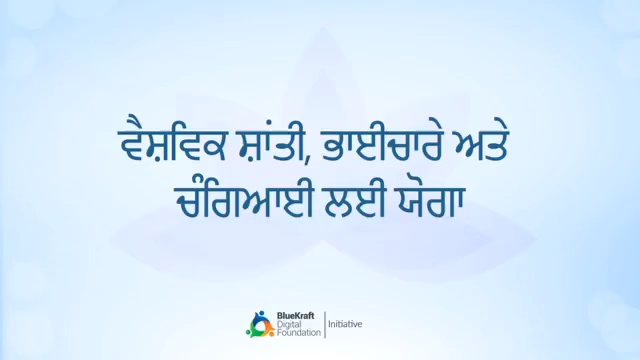 ਵੈਸ਼ਵਿਕ ਸ਼ਾਂਤੀ, ਭਾਈਚਾਰੇ ਅਤੇ
ਚੰਗਿਆਈ ਲਈ ਯੋਗਾ
BlueKraft
Digital
Foundation
Initiative